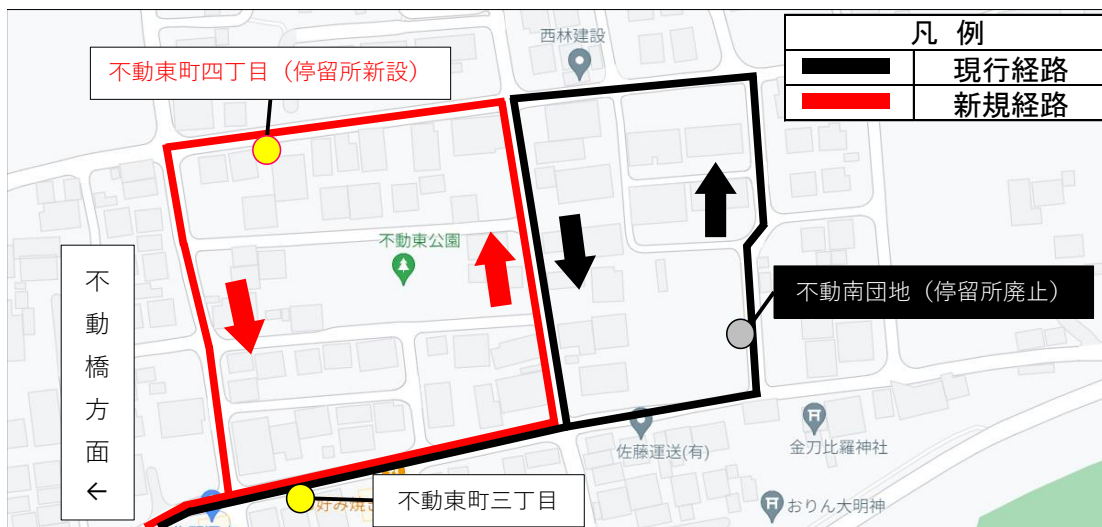 凡 例
現行経路
新規経路
西林建設
不動東町四丁目（停留所新設）
不動東公園
不動南団地（停留所廃止）
不動橋方面←
佐藤運送(有)
金刀比羅神社
不動東町三丁目
おりん大明神